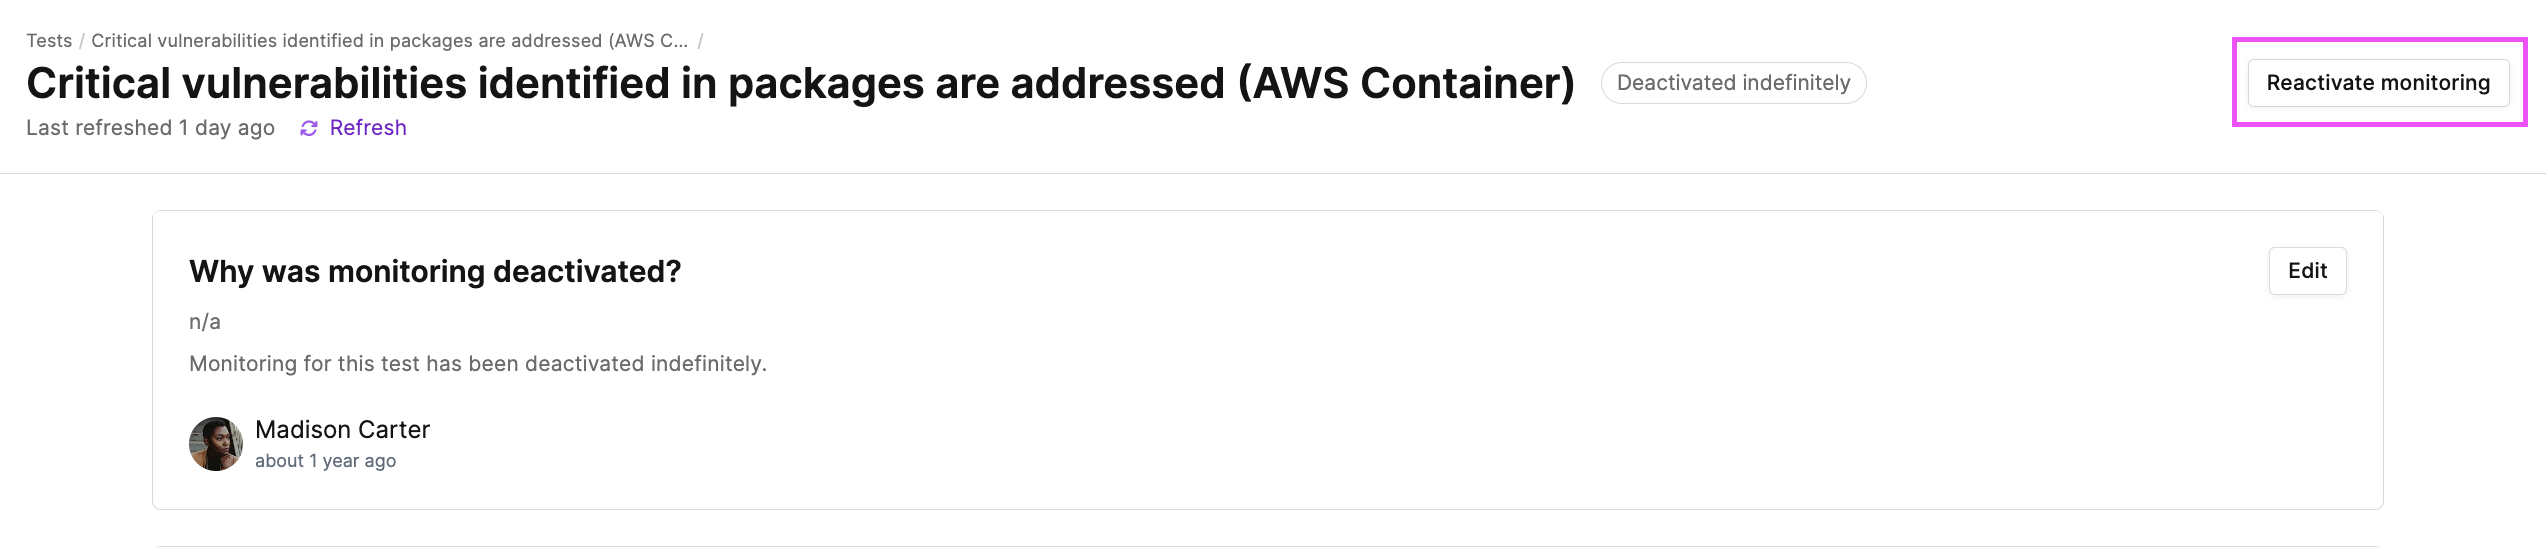 Tests / Critical vulnerabilities identified in packages are addressed (AWS C... /
Critical vulnerabilities identified in packages are addressed (AWS Container) Deactivated indefinitely
Reactivate monitoring
Last refreshed 1 day ago Refresh
Why was monitoring deactivated?
Edit
n/a
Monitoring for this test has been deactivated indefinitely.
Madison Carter
about 1 year ago